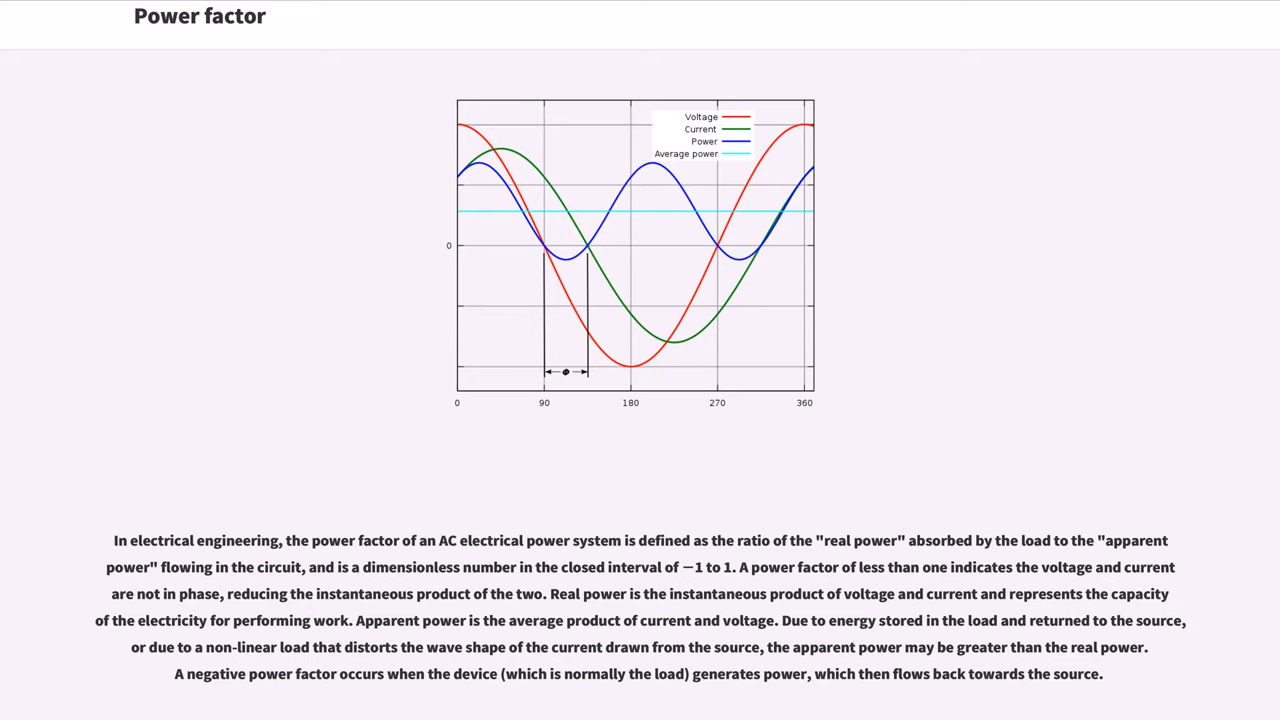 Power factor
Voltage
Current
Power
Average power
0
ϕ
0 90 180 270 360
In electrical engineering, the power factor of an AC electrical power system is defined as the ratio of the "real power" absorbed by the load to the "apparent
power" flowing in the circuit, and is a dimensionless number in the closed interval of −1 to 1. A power factor of less than one indicates the voltage and current
are not in phase, reducing the instantaneous product of the two. Real power is the instantaneous product of voltage and current and represents the capacity
of the electricity for performing work. Apparent power is the average product of current and voltage. Due to energy stored in the load and returned to the source,
or due to a non-linear load that distorts the wave shape of the current drawn from the source, the apparent power may be greater than the real power.
A negative power factor occurs when the device (which is normally the load) generates power, which then flows back towards the source.